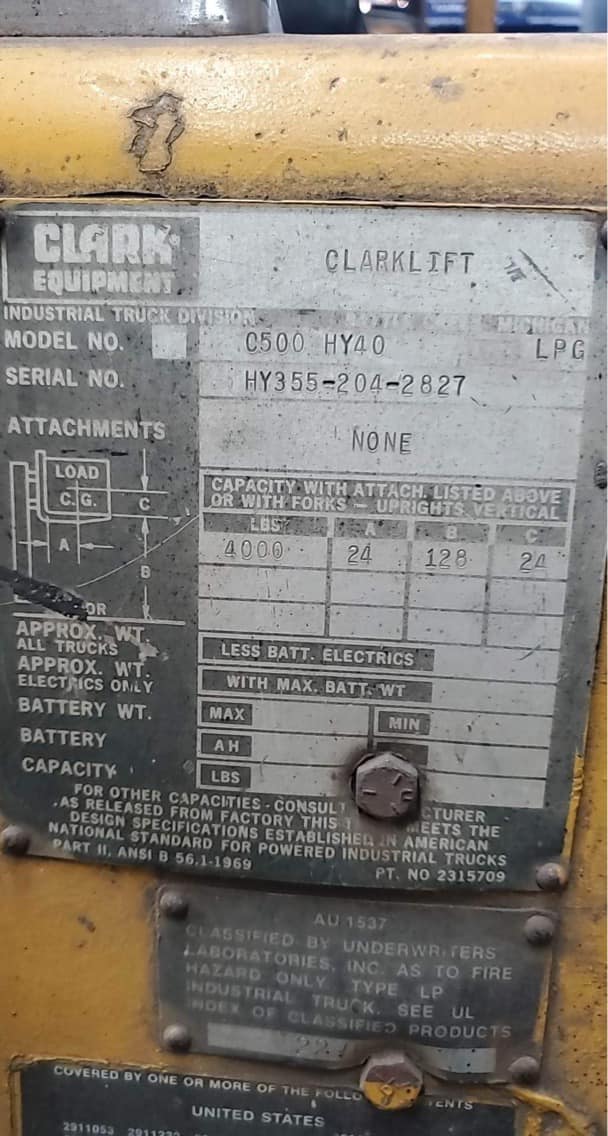 CLARK
EQUIPMENT
CLARKLIFT
INDUSTRIAL TRUCK DIVISION MICHIGAN
MODEL NO. C500 HY40 LPG
SERIAL NO. HY355-204-2827
ATTACHMENTS NONE
LOAD
C.G.
C
A
B
CAPACITY WITH ATTACH. LISTED ABOVE
OR WITH FORKS - UPRIGHTS VERTICAL
LBS A B C
4000 24 128 24
APPROX. WT.
ALL TRUCKS LESS BATT. ELECTRICS
APPROX. WT.
ELECTRICS ONLY WITH MAX. BATT. WT
BATTERY WT. MAX MIN
BATTERY AH
CAPACITY LBS
FOR OTHER CAPACITIES - CONSULT
AS RELEASED FROM FACTORY THIS MEETS THE
DESIGN SPECIFICATIONS ESTABLISHED IN AMERICAN
NATIONAL STANDARD FOR POWERED INDUSTRIAL TRUCKS
PART II, ANSI B 56.1-1969 PT. NO 2315709
AU 1537
CLASSIFIED BY UNDERWRITERS
LABORATORIES, INC. AS TO FIRE
HAZARD ONLY. TYPE LP
INDUSTRIAL TRUCK. SEE UL
INDEX OF CLASSIFIED PRODUCTS
COVERED BY ONE OR MORE OF THE
UNITED STATES
2911053